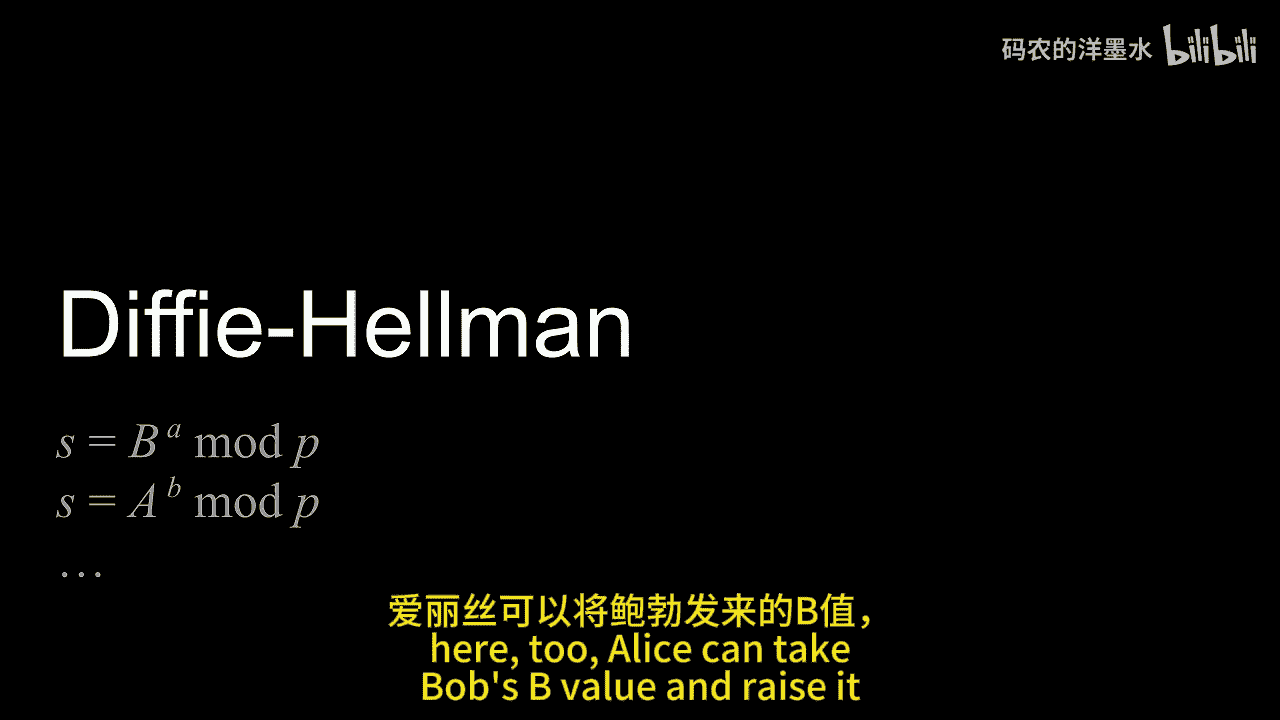 码农的洋墨水 bilibili
Diffie-Hellman
s = B^a mod p
s = A^b mod p
…
爱丽丝可以将鲍勃发来的B值，
here, too, Alice can take
Bob's B value and raise it